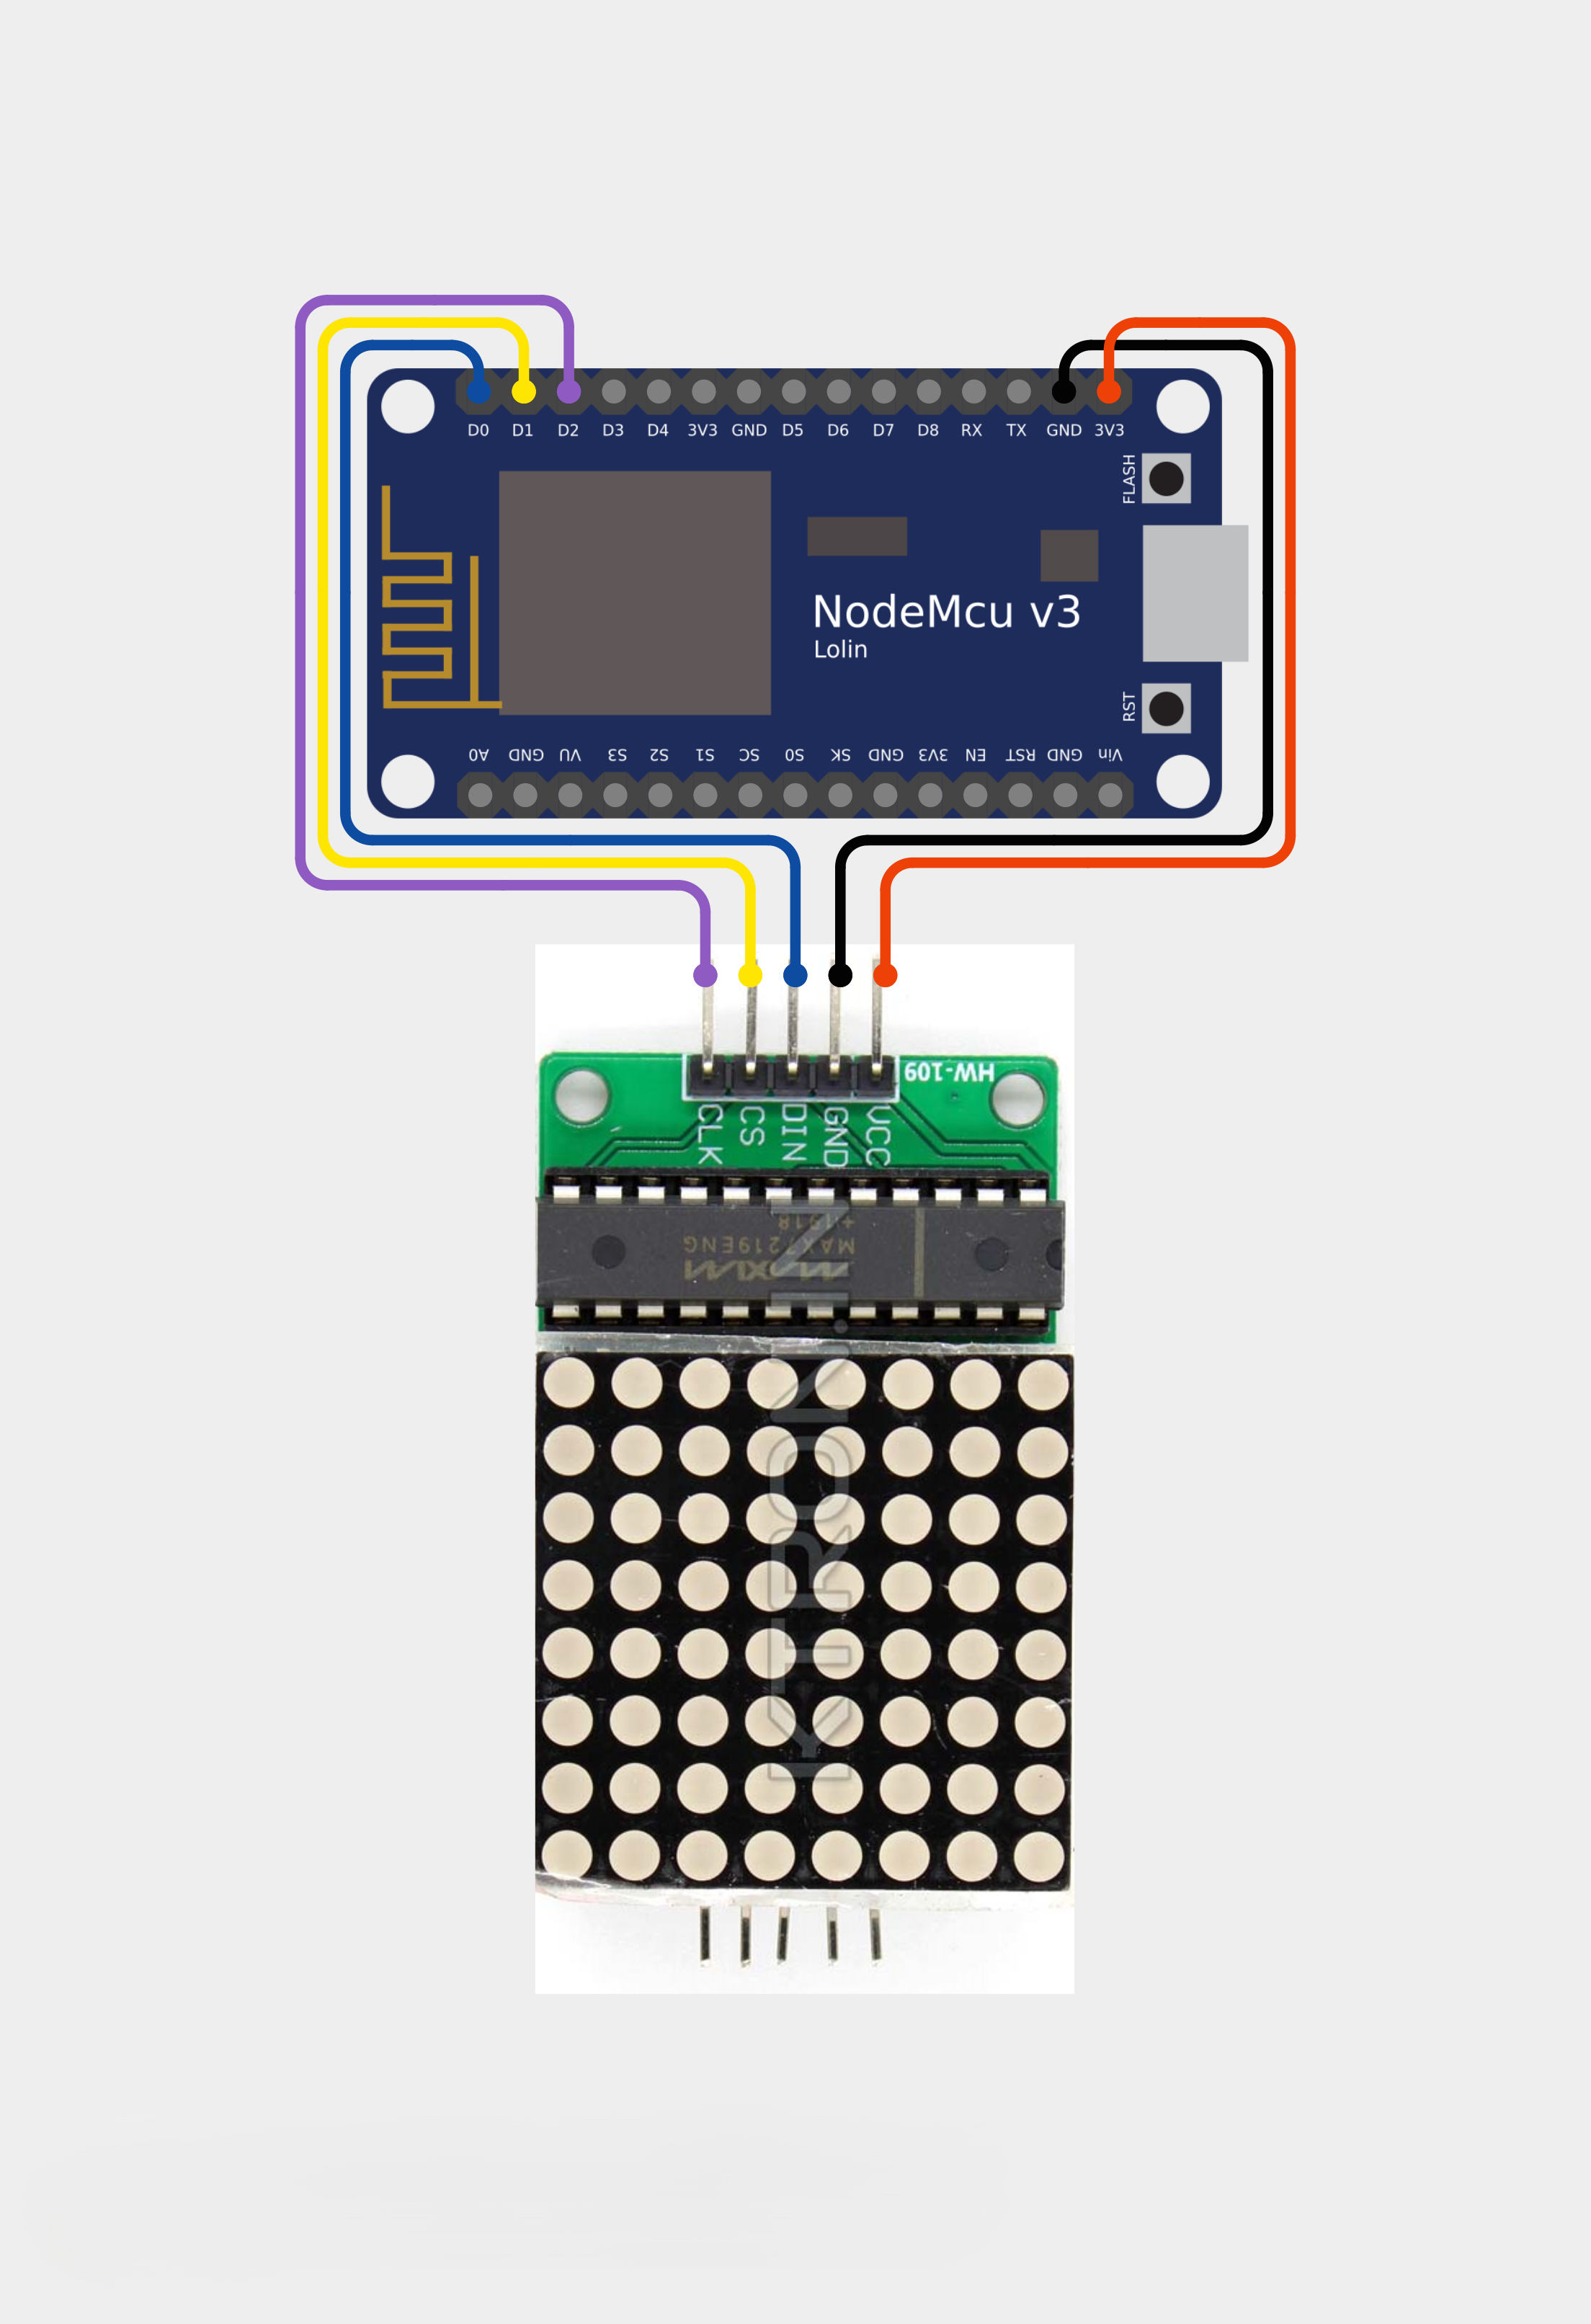 D0 D1 D2 D3 D4 3V3 GND D5 D6 D7 D8 RX TX GND 3V3
FLASH
NodeMcu v3
Lolin
RST
A0 GND VU S3 S2 S1 SC S0 SK GND 3V3 EN RST GND Vin
HW-109
CLK CS DIN GND VCC
+1918
MAX7219ENG
MAXIM
KTRON.IN